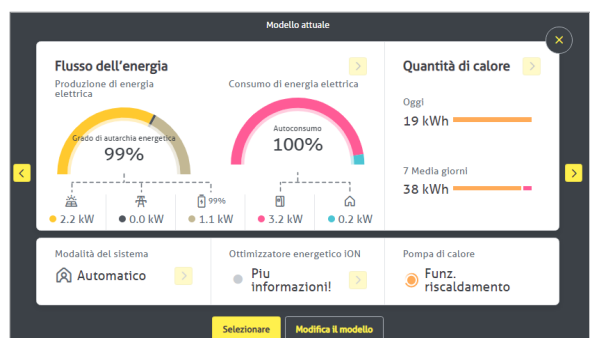 Modello attuale
Flusso dell'energia
Produzione di energia
elettrica
Grado di autarchia energetica
99%
Consumo di energia elettrica
Autoconsumo
100%
99%
2.2 kW
0.0 kW
1.1 kW
3.2 kW
0.2 kW
Quantità di calore
Oggi
19 kWh
7 Media giorni
38 kWh
Modalità del sistema
Automatico
Ottimizzatore energetico iON
Piu
informazioni!
Pompa di calore
Funz.
riscaldamento
Selezionare
Modifica il modello